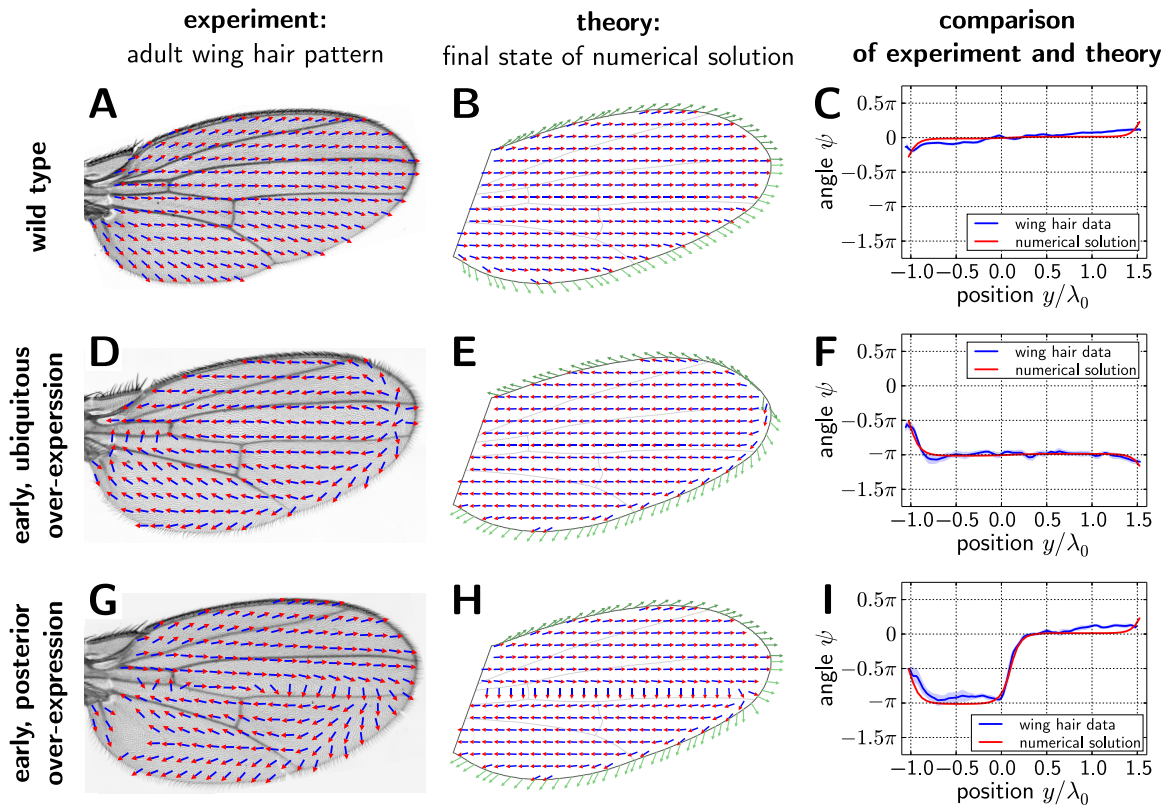 experiment:
adult wing hair pattern
theory:
final state of numerical solution
comparison
of experiment and theory
wild type
A
B
C
angle ψ
0.5π
0
−0.5π
−π
−1.5π
wing hair data
numerical solution
−1.0 −0.5 0.0 0.5 1.0 1.5
position y/λ₀
early, ubiquitous
over-experssion
D
E
F
angle ψ
0.5π
0
−0.5π
−π
−1.5π
wing hair data
numerical solution
−1.0 −0.5 0.0 0.5 1.0 1.5
position y/λ₀
early, posterior
over-expression
G
H
I
angle ψ
0.5π
0
−0.5π
−π
−1.5π
wing hair data
numerical solution
−1.0 −0.5 0.0 0.5 1.0 1.5
position y/λ₀